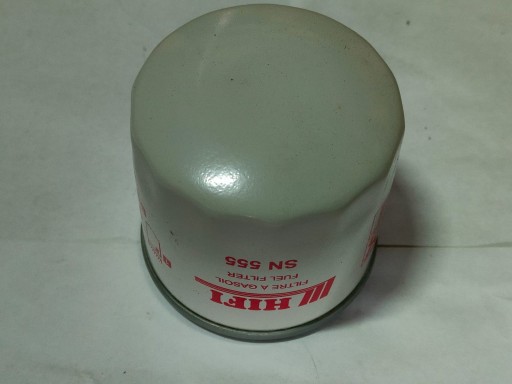 HIFI
FILTRE A GASOIL
FUEL FILTER
SN 555